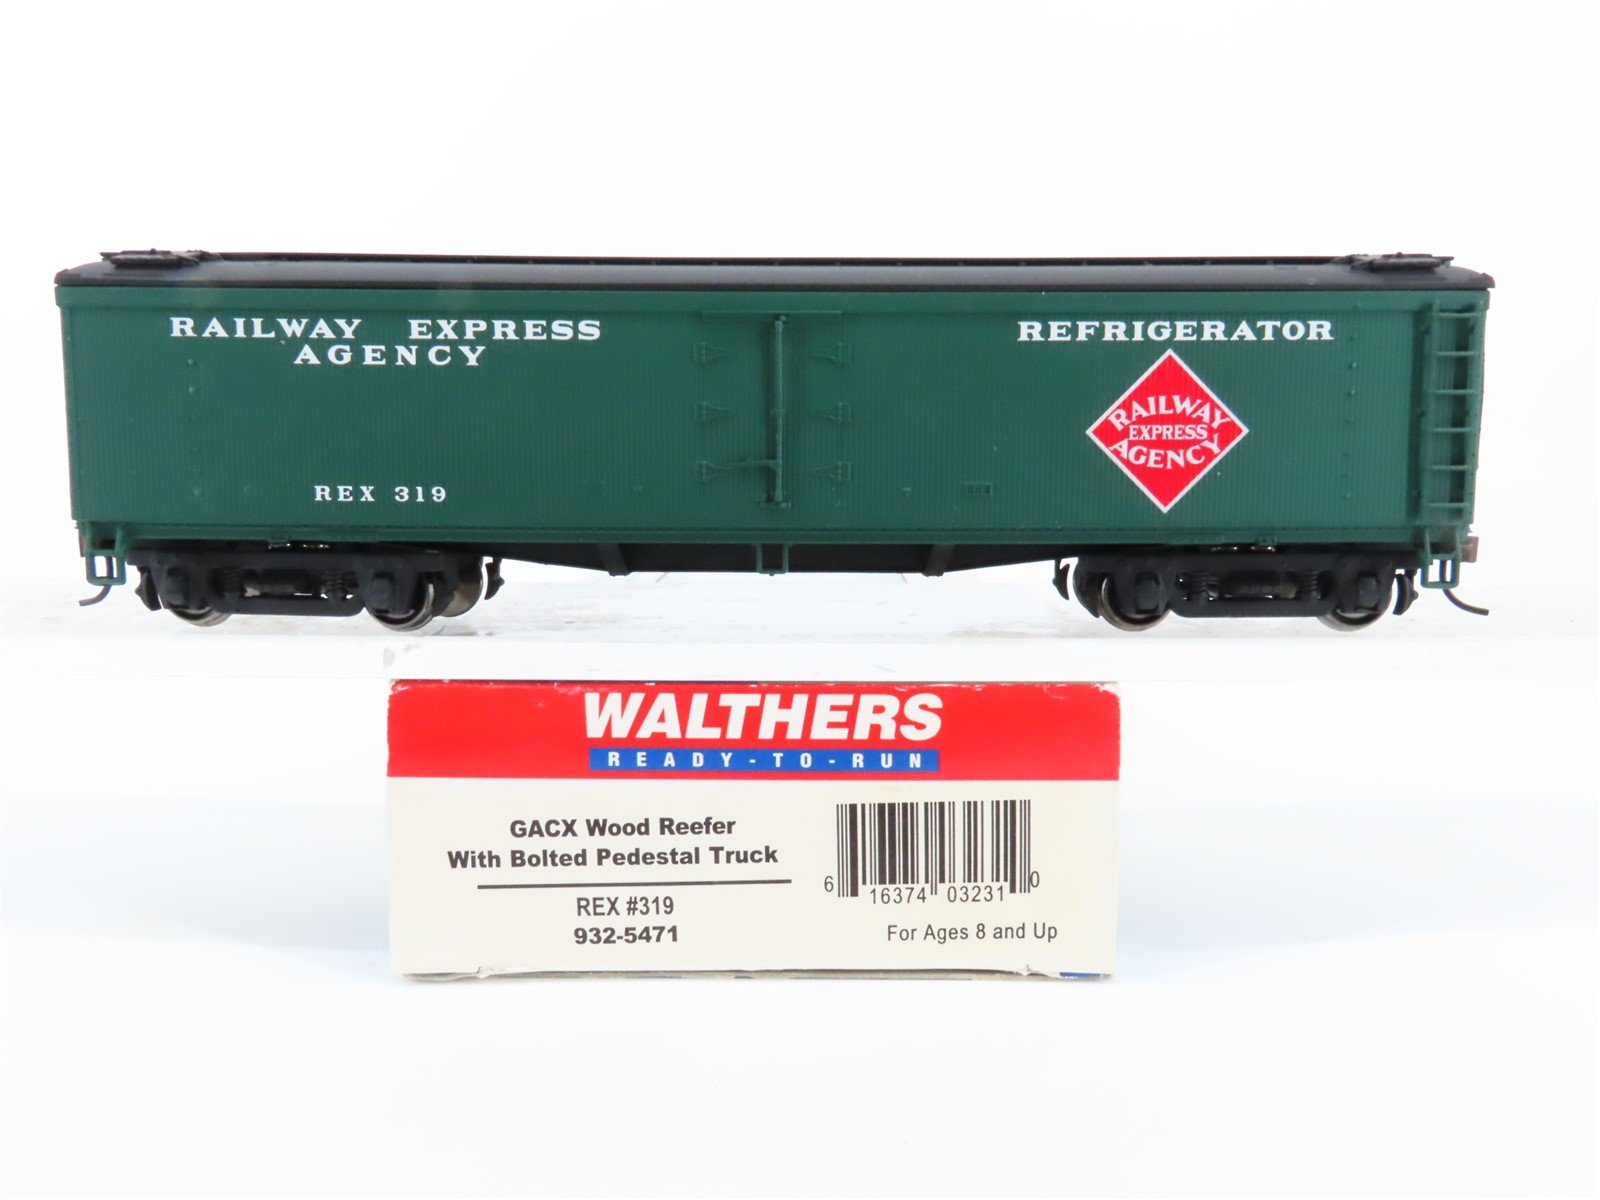 RAILWAY EXPRESS
AGENCY
REX 319
REFRIGERATOR
RAILWAY
EXPRESS
AGENCY
WALTHERS
READY-TO-RUN
GACX Wood Reefer
With Bolted Pedestal Truck
REX #319
932-5471
6 16374 03231 0
For Ages 8 and Up